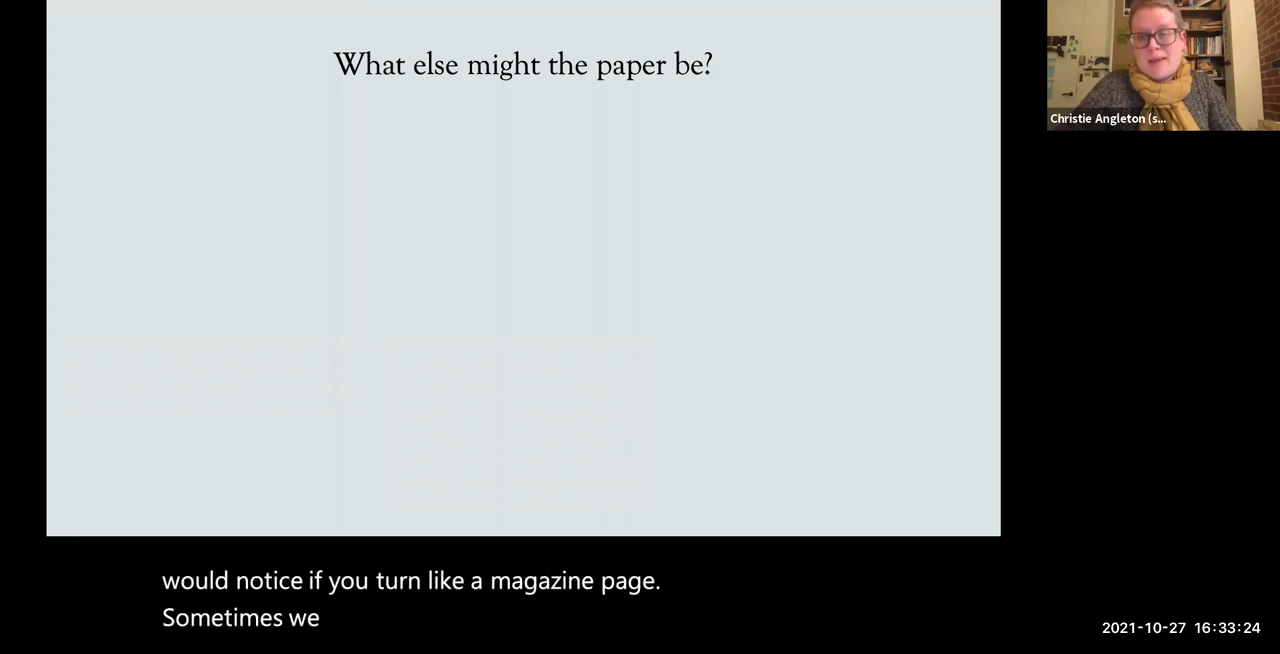 What else might the paper be?
Christie Angleton (s...
would notice if you turn like a magazine page.
Sometimes we
2021-10-27 16:33:24